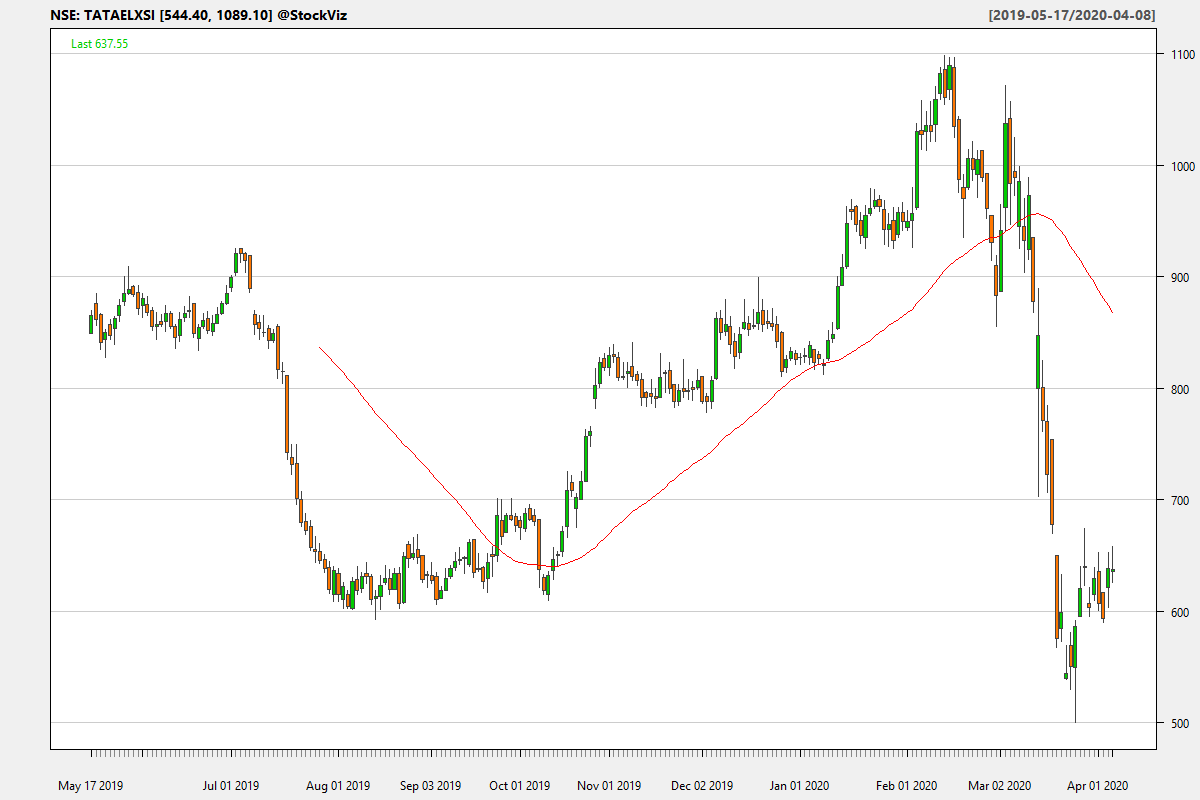 NSE: TATAELXSI [544.40, 1089.10] @StockViz
[2019-05-17/2020-04-08]
Last 637.55
1100
1000
900
800
700
600
500
May 17 2019
Jul 01 2019
Aug 01 2019
Sep 03 2019
Oct 01 2019
Nov 01 2019
Dec 02 2019
Jan 01 2020
Feb 01 2020
Mar 02 2020
Apr 01 2020